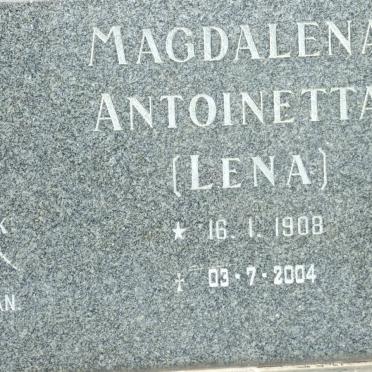 MAGDALENA
ANTOINETTA
(LENA)
★ 16. 1. 1908
† 03·7·2004